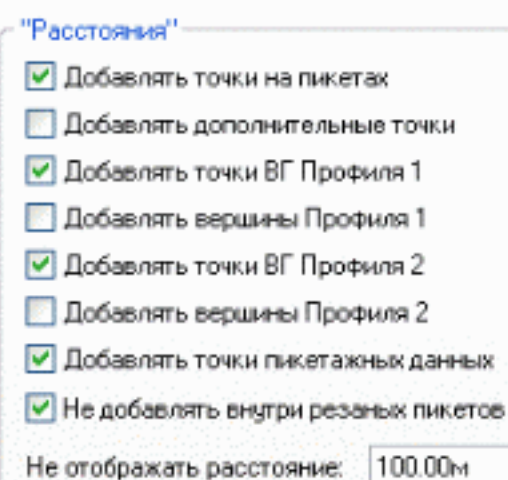 "Расстояния"
Добавлять точки на пикетах
Добавлять дополнительные точки
Добавлять точки ВГ Профиля 1
Добавлять вершины Профиля 1
Добавлять точки ВГ Профиля 2
Добавлять вершины Профиля 2
Добавлять точки пикетажных данных
Не добавлять внутри резаных пикетов
Не отображать расстояние: 100.00м